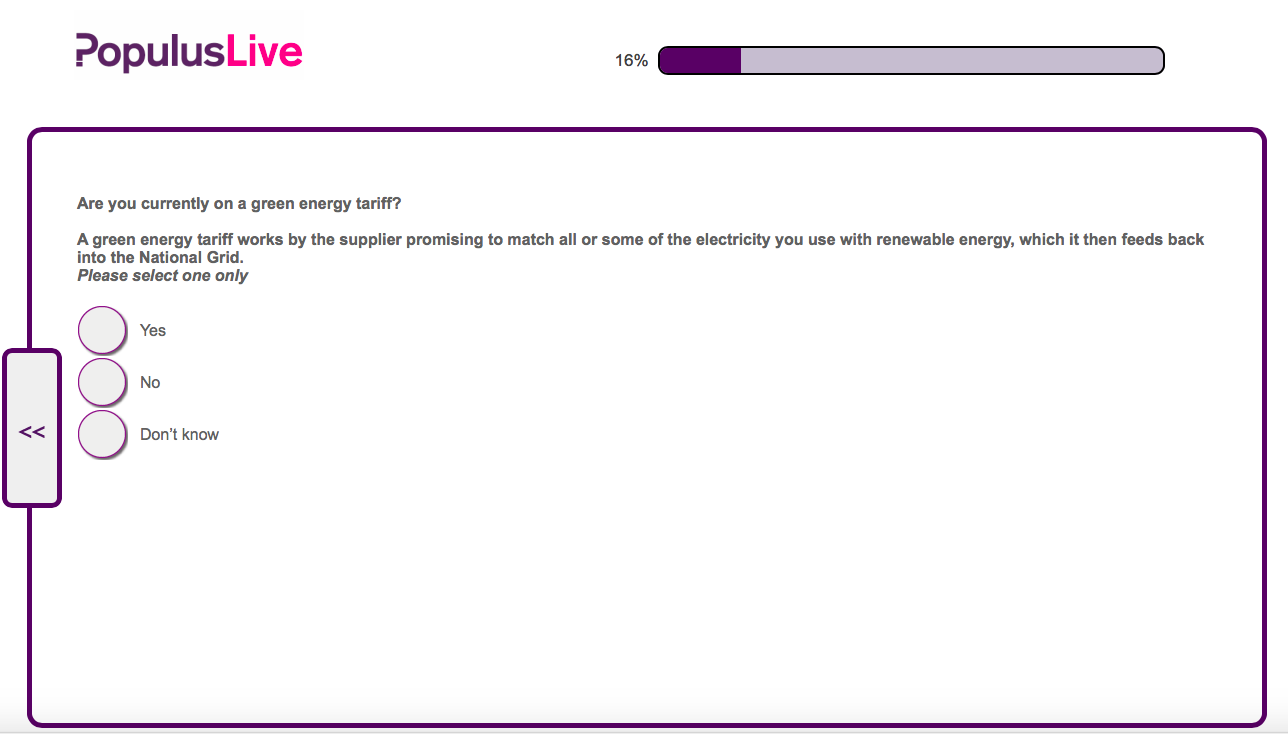 PopulusLive
16%
Are you currently on a green energy tariff?
A green energy tariff works by the supplier promising to match all or some of the electricity you use with renewable energy, which it then feeds back
into the National Grid.
Please select one only
Yes
No
<<
Don't know